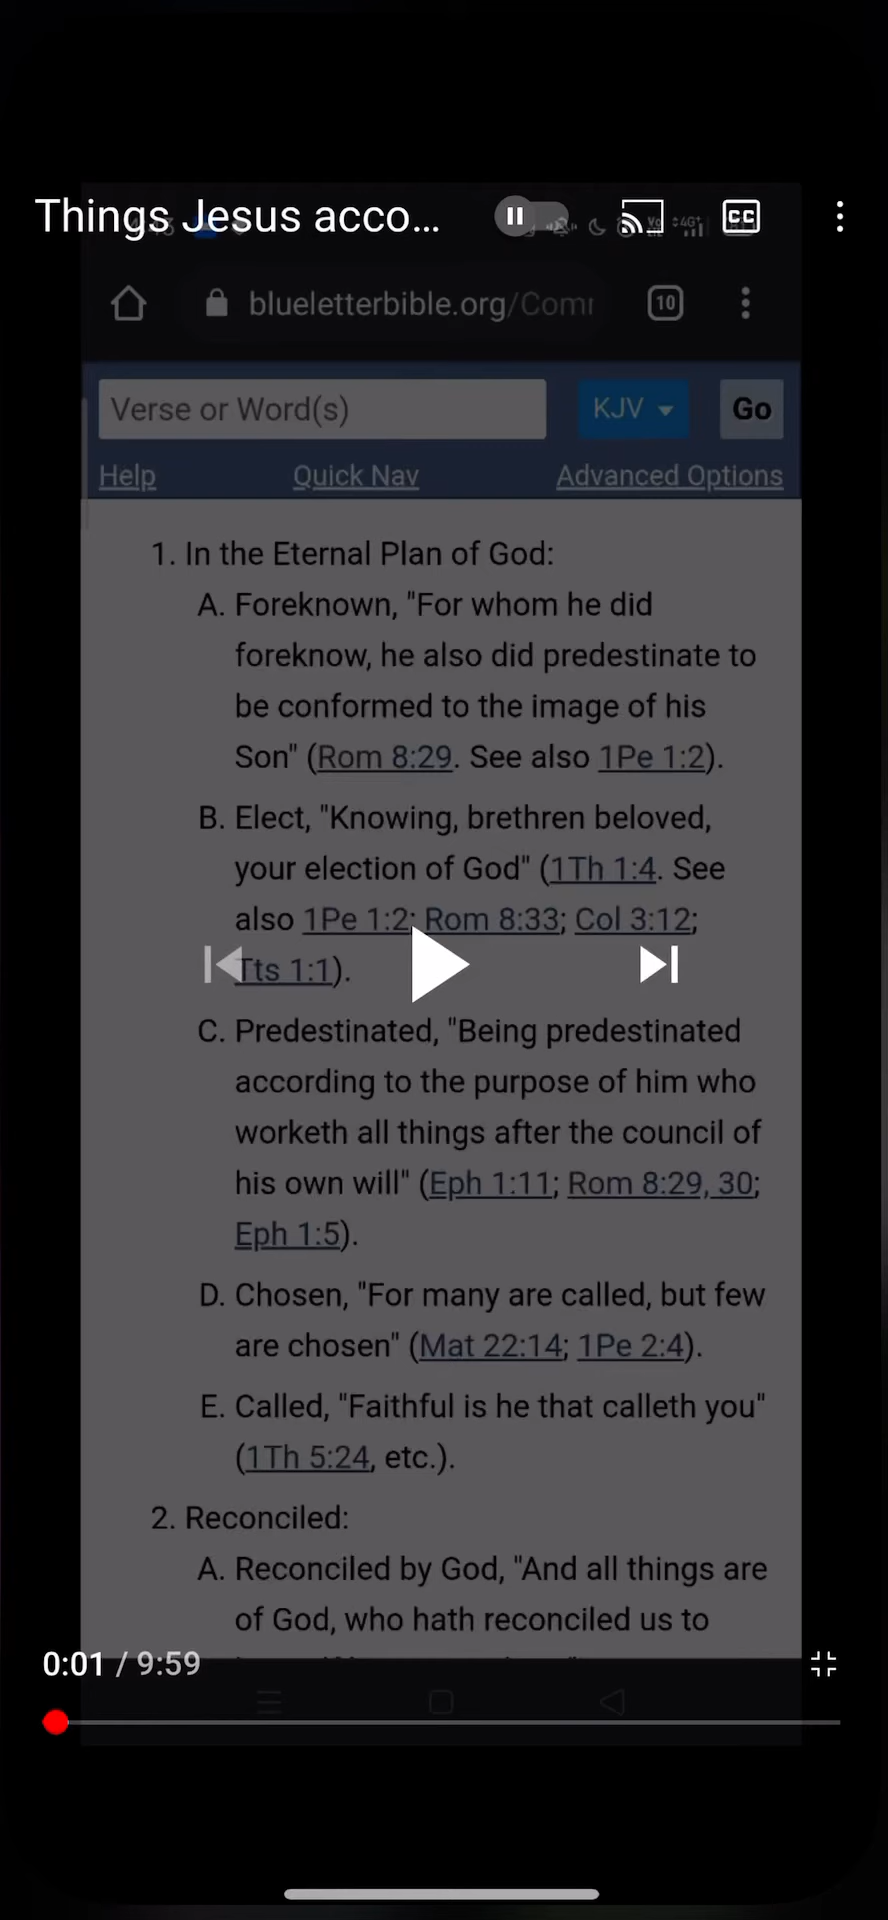 Things Jesus acco...
CC
blueletterbible.org/Com
10
Verse or Word(s)
KJV
Go
Help
Quick Nav
Advanced Options
1. In the Eternal Plan of God:
A. Foreknown, "For whom he did
foreknow, he also did predestinate to
be conformed to the image of his
Son" (Rom 8:29. See also 1Pe 1:2).
B. Elect, "Knowing, brethren beloved,
your election of God" (1Th 1:4. See
also 1Pe 1:2; Rom 8:33; Col 3:12;
Tts 1:1).
C. Predestinated, "Being predestinated
according to the purpose of him who
worketh all things after the council of
his own will" (Eph 1:11; Rom 8:29, 30;
Eph 1:5).
D. Chosen, "For many are called, but few
are chosen" (Mat 22:14; 1Pe 2:4).
E. Called, "Faithful is he that calleth you"
(1Th 5:24, etc.).
2. Reconciled:
A. Reconciled by God, "And all things are
of God, who hath reconciled us to
0:01 / 9:59